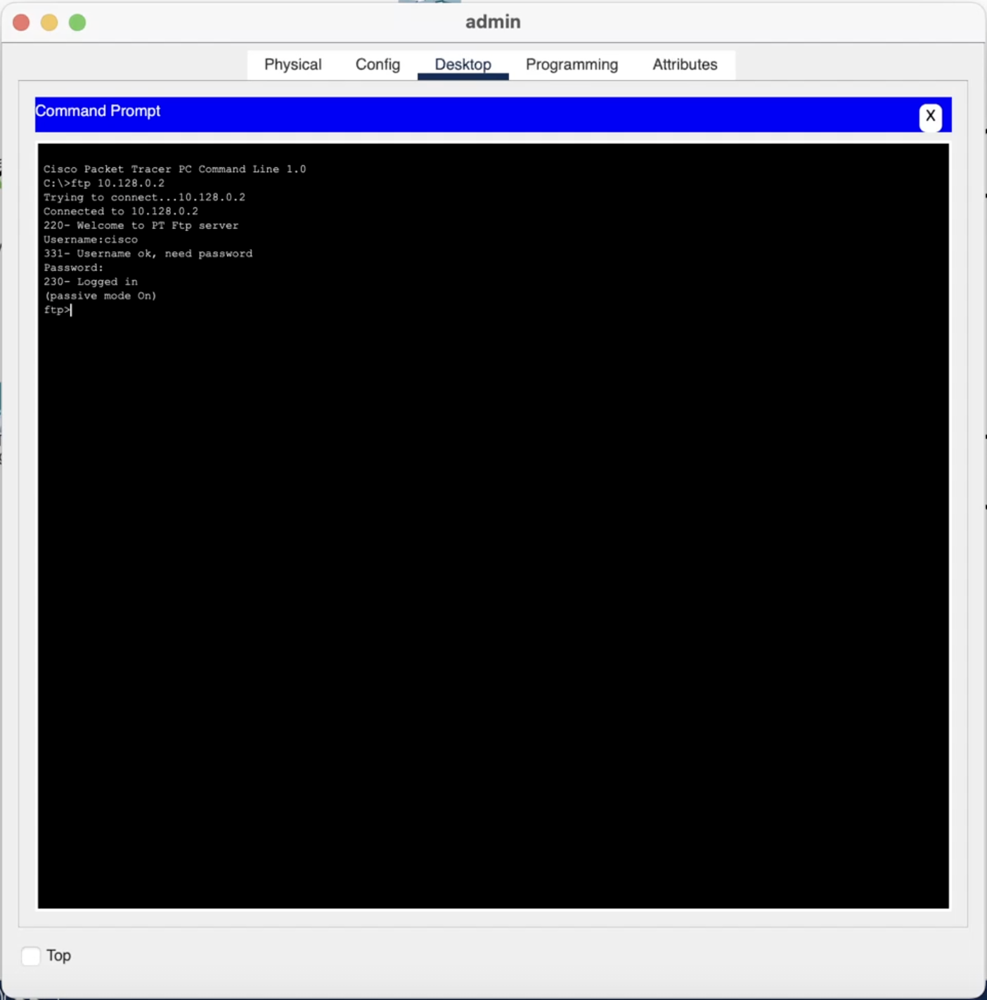 admin
Physical Config Desktop Programming Attributes
Command Prompt
X
Cisco Packet Tracer PC Command Line 1.0
C:\>ftp 10.128.0.2
Trying to connect...10.128.0.2
Connected to 10.128.0.2
220- Welcome to PT Ftp server
Username:cisco
331- Username ok, need password
Password:
230- Logged in
(passive mode On)
ftp>
Top